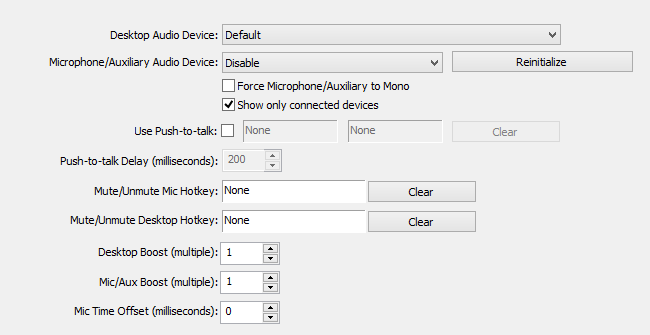 Desktop Audio Device: Default
Microphone/Auxiliary Audio Device: Disable Reinitialize
Force Microphone/Auxiliary to Mono
Show only connected devices
Use Push-to-talk: None None Clear
Push-to-talk Delay (milliseconds): 200
Mute/Unmute Mic Hotkey: None Clear
Mute/Unmute Desktop Hotkey: None Clear
Desktop Boost (multiple): 1
Mic/Aux Boost (multiple): 1
Mic Time Offset (milliseconds): 0